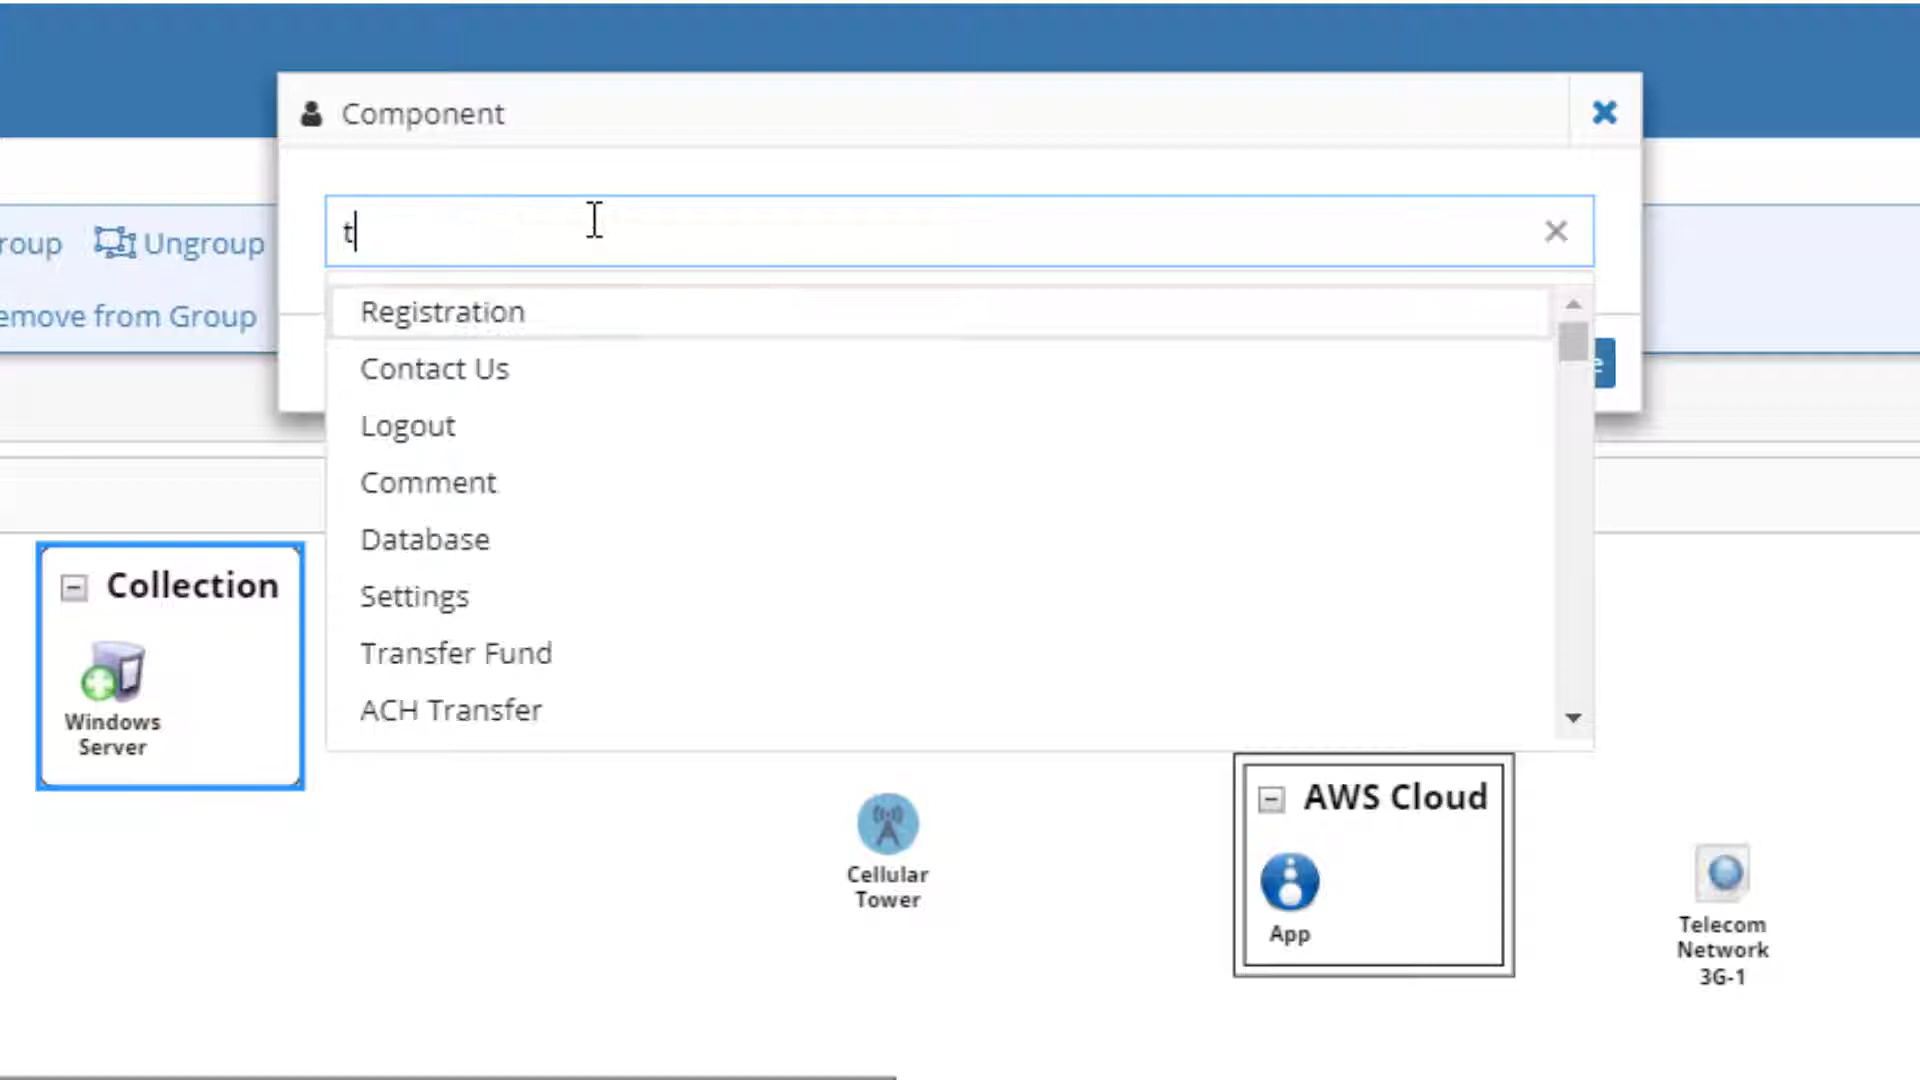 Component
t
roup
Ungroup
emove from Group
Registration
Contact Us
Logout
Comment
Database
Settings
Transfer Fund
ACH Transfer
e
Collection
Windows
Server
Cellular
Tower
AWS Cloud
App
Telecom
Network
3G-1